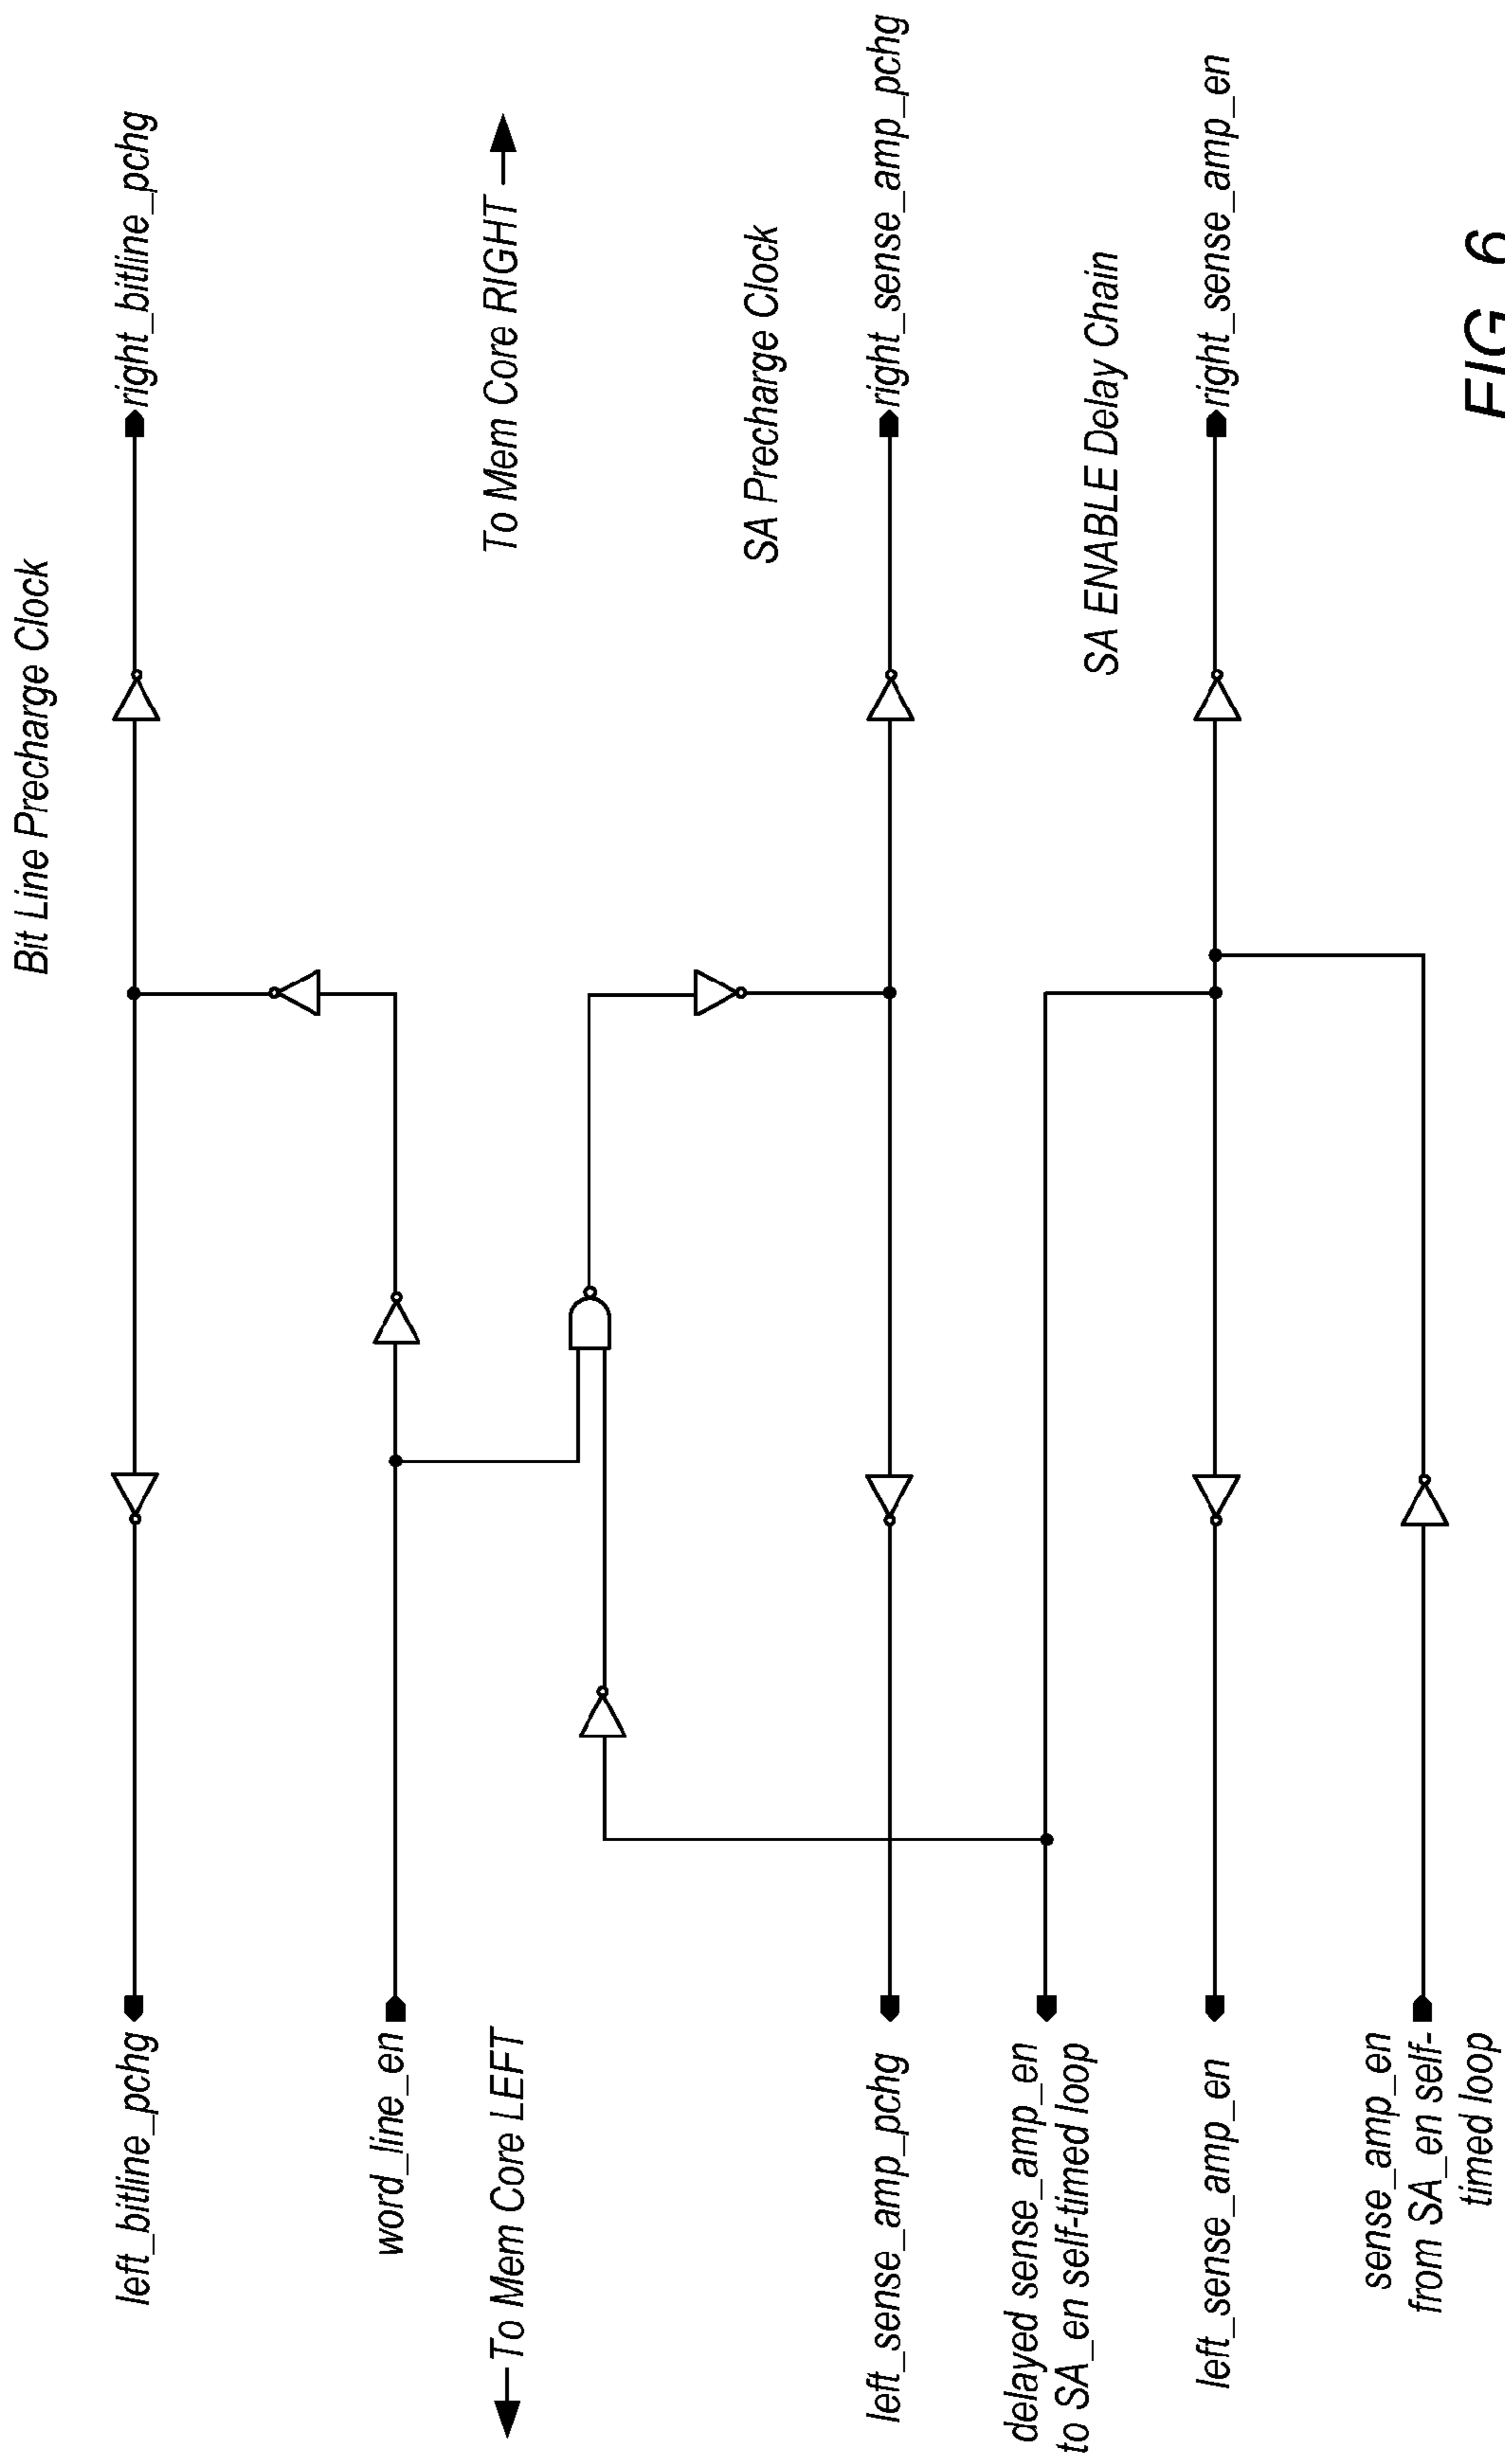 Bit Line Precharge Clock
left_bitline_pchg
right_bitline_pchg
word_line_en
To Mem Core LEFT
To Mem Core RIGHT
SA Precharge Clock
left_sense_amp_pchg
right_sense_amp_pchg
delayed sense_amp_en
to SA_en self-timed loop
SA ENABLE Delay Chain
left_sense_amp_en
right_sense_amp_en
sense_amp_en
from SA_en self-
timed loop
FIG. 6